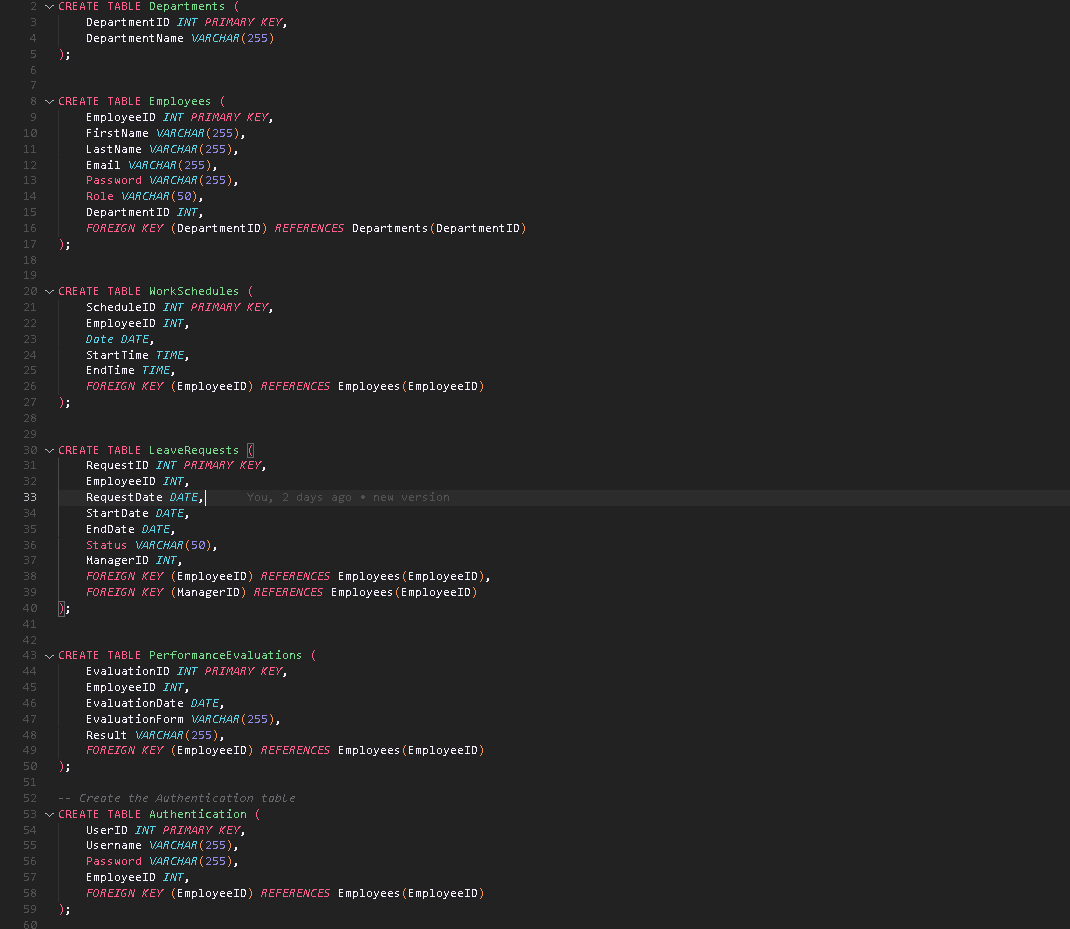 2 CREATE TABLE Departments (
3 DepartmentID INT PRIMARY KEY,
4 DepartmentName VARCHAR(255)
5 );
6
7
8 CREATE TABLE Employees (
9 EmployeeID INT PRIMARY KEY,
10 FirstName VARCHAR(255),
11 LastName VARCHAR(255),
12 Email VARCHAR(255),
13 Password VARCHAR(255),
14 Role VARCHAR(50),
15 DepartmentID INT,
16 FOREIGN KEY (DepartmentID) REFERENCES Departments(DepartmentID)
17 );
18
19
20 CREATE TABLE WorkSchedules (
21 ScheduleID INT PRIMARY KEY,
22 EmployeeID INT,
23 Date DATE,
24 StartTime TIME,
25 EndTime TIME,
26 FOREIGN KEY (EmployeeID) REFERENCES Employees(EmployeeID)
27 );
28
29
30 CREATE TABLE LeaveRequests (
31 RequestID INT PRIMARY KEY,
32 EmployeeID INT,
33 RequestDate DATE, You, 2 days ago • new version
34 StartDate DATE,
35 EndDate DATE,
36 Status VARCHAR(50),
37 ManagerID INT,
38 FOREIGN KEY (EmployeeID) REFERENCES Employees(EmployeeID),
39 FOREIGN KEY (ManagerID) REFERENCES Employees(EmployeeID)
40 );
41
42
43 CREATE TABLE PerformanceEvaluations (
44 EvaluationID INT PRIMARY KEY,
45 EmployeeID INT,
46 EvaluationDate DATE,
47 EvaluationForm VARCHAR(255),
48 Result VARCHAR(255),
49 FOREIGN KEY (EmployeeID) REFERENCES Employees(EmployeeID)
50 );
51
52 -- Create the Authentication table
53 CREATE TABLE Authentication (
54 UserID INT PRIMARY KEY,
55 Username VARCHAR(255),
56 Password VARCHAR(255),
57 EmployeeID INT,
58 FOREIGN KEY (EmployeeID) REFERENCES Employees(EmployeeID)
59 );
60